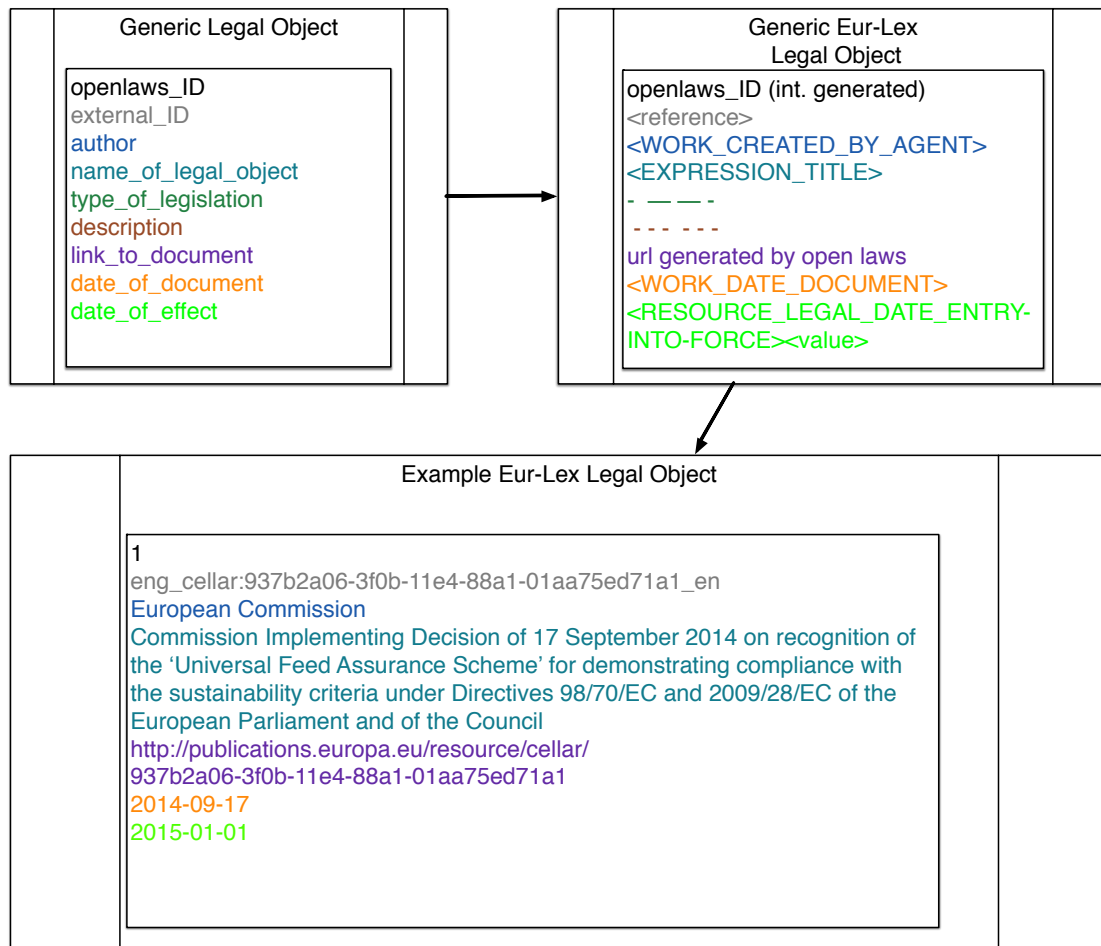 Generic Legal Object
openlaws_ID
external_ID
author
name_of_legal_object
type_of_legislation
description
link_to_document
date_of_document
date_of_effect
Generic Eur-Lex
Legal Object
openlaws_ID (int. generated)
<reference>
<WORK_CREATED_BY_AGENT>
<EXPRESSION_TITLE>
- — — -
- - - - - -
url generated by open laws
<WORK_DATE_DOCUMENT>
<RESOURCE_LEGAL_DATE_ENTRY-
INTO-FORCE><value>
Example Eur-Lex Legal Object
1
eng_cellar:937b2a06-3f0b-11e4-88a1-01aa75ed71a1_en
European Commission
Commission Implementing Decision of 17 September 2014 on recognition of
the ‘Universal Feed Assurance Scheme’ for demonstrating compliance with
the sustainability criteria under Directives 98/70/EC and 2009/28/EC of the
European Parliament and of the Council
http://publications.europa.eu/resource/cellar/
937b2a06-3f0b-11e4-88a1-01aa75ed71a1
2014-09-17
2015-01-01